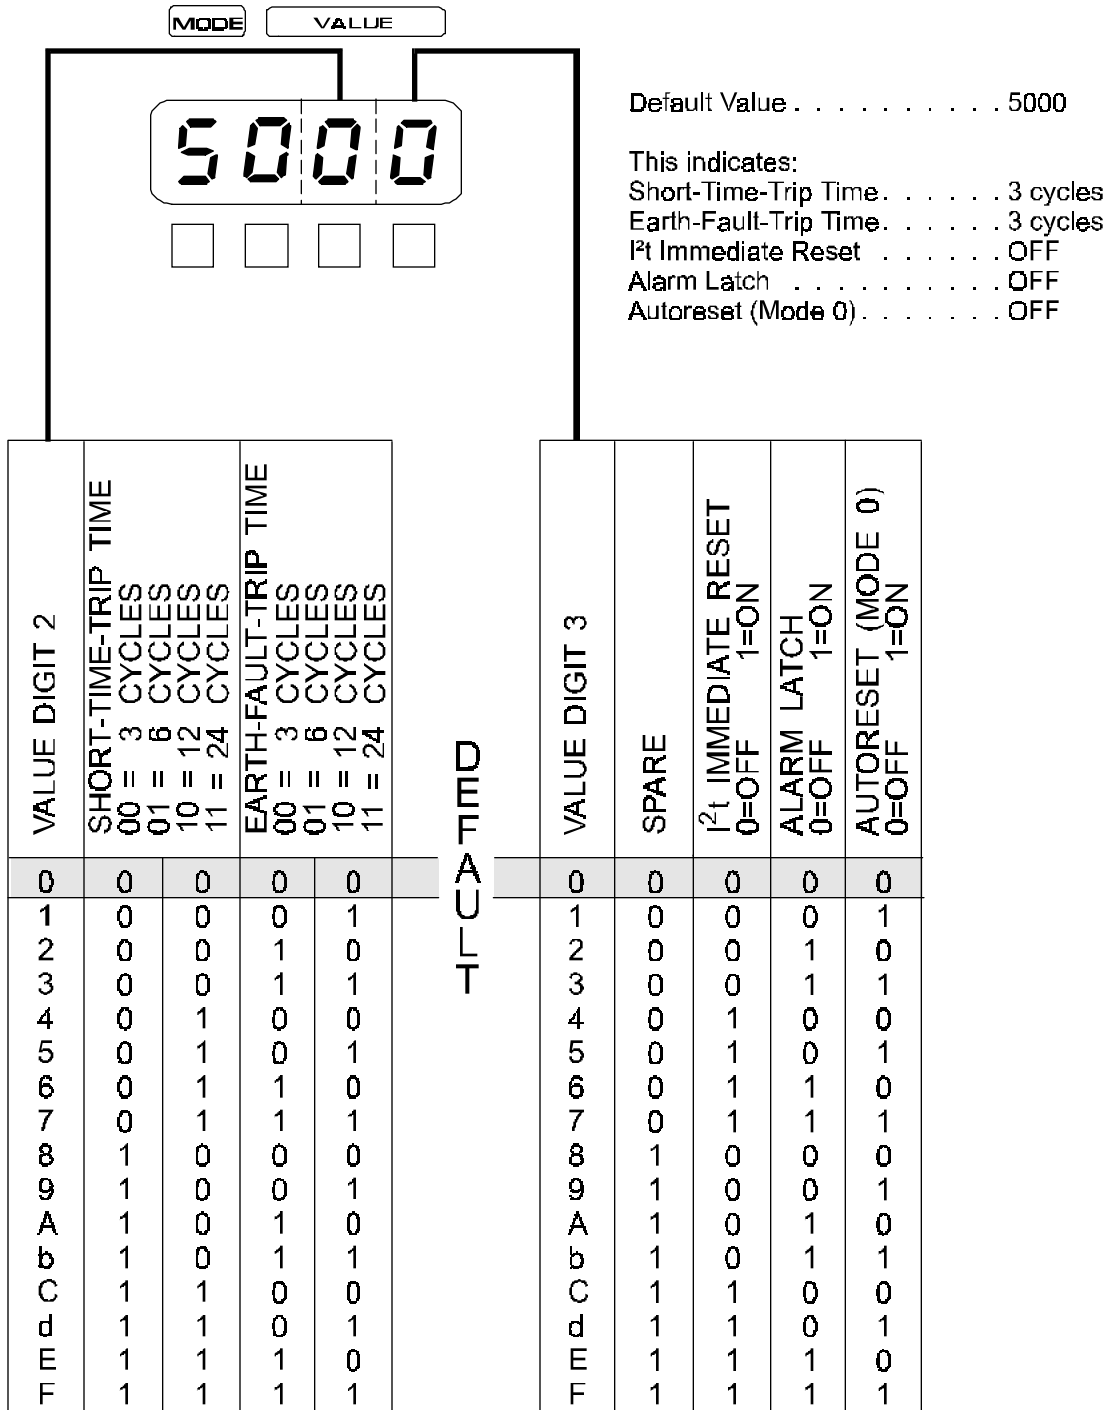 MODE VALUE
5000
Default Value . . . . . . . . . . . 5000
This indicates:
Short-Time-Trip Time . . . . . . . 3 cycles
Earth-Fault-Trip Time . . . . . . . 3 cycles
I²t Immediate Reset . . . . . . OFF
Alarm Latch . . . . . . . . . . . OFF
Autoreset (Mode 0) . . . . . . . OFF
VALUE DIGIT 2
SHORT-TIME-TRIP TIME
00 = 3 CYCLES
01 = 6 CYCLES
10 = 12 CYCLES
11 = 24 CYCLES
EARTH-FAULT-TRIP TIME
00 = 3 CYCLES
01 = 6 CYCLES
10 = 12 CYCLES
11 = 24 CYCLES
0 0 0 0 0
1 0 0 0 1
2 0 0 1 0
3 0 0 1 1
4 0 1 0 0
5 0 1 0 1
6 0 1 1 0
7 0 1 1 1
8 1 0 0 0
9 1 0 0 1
A 1 0 1 0
b 1 0 1 1
C 1 1 0 0
d 1 1 0 1
E 1 1 1 0
F 1 1 1 1
DEFAULT
VALUE DIGIT 3
SPARE
I²t IMMEDIATE RESET
0=OFF 1=ON
ALARM LATCH
0=OFF 1=ON
AUTORESET (MODE 0)
0=OFF 1=ON
0 0 0 0 0
1 0 0 0 1
2 0 0 1 0
3 0 0 1 1
4 0 1 0 0
5 0 1 0 1
6 0 1 1 0
7 0 1 1 1
8 1 0 0 0
9 1 0 0 1
A 1 0 1 0
b 1 0 1 1
C 1 1 0 0
d 1 1 0 1
E 1 1 1 0
F 1 1 1 1